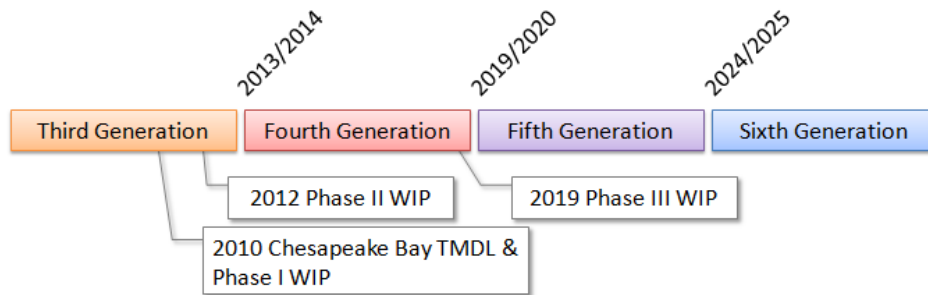 2013/2014
2019/2020
2024/2025
Third Generation
Fourth Generation
Fifth Generation
Sixth Generation
2012 Phase II WIP
2019 Phase III WIP
2010 Chesapeake Bay TMDL &
Phase I WIP